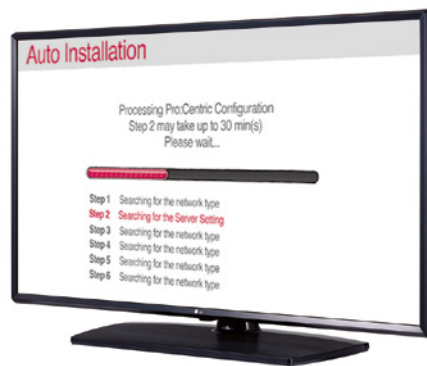 Auto Installation
Processing Pro:Centric Configuration
Step 2 may take up to 30 min(s)
Please wait...
Step 1 Searching for the network type
Step 2 Searching for the Server Setting
Step 3 Searching for the network type
Step 4 Searching for the network type
Step 5 Searching for the network type
Step 6 Searching for the network type
LG